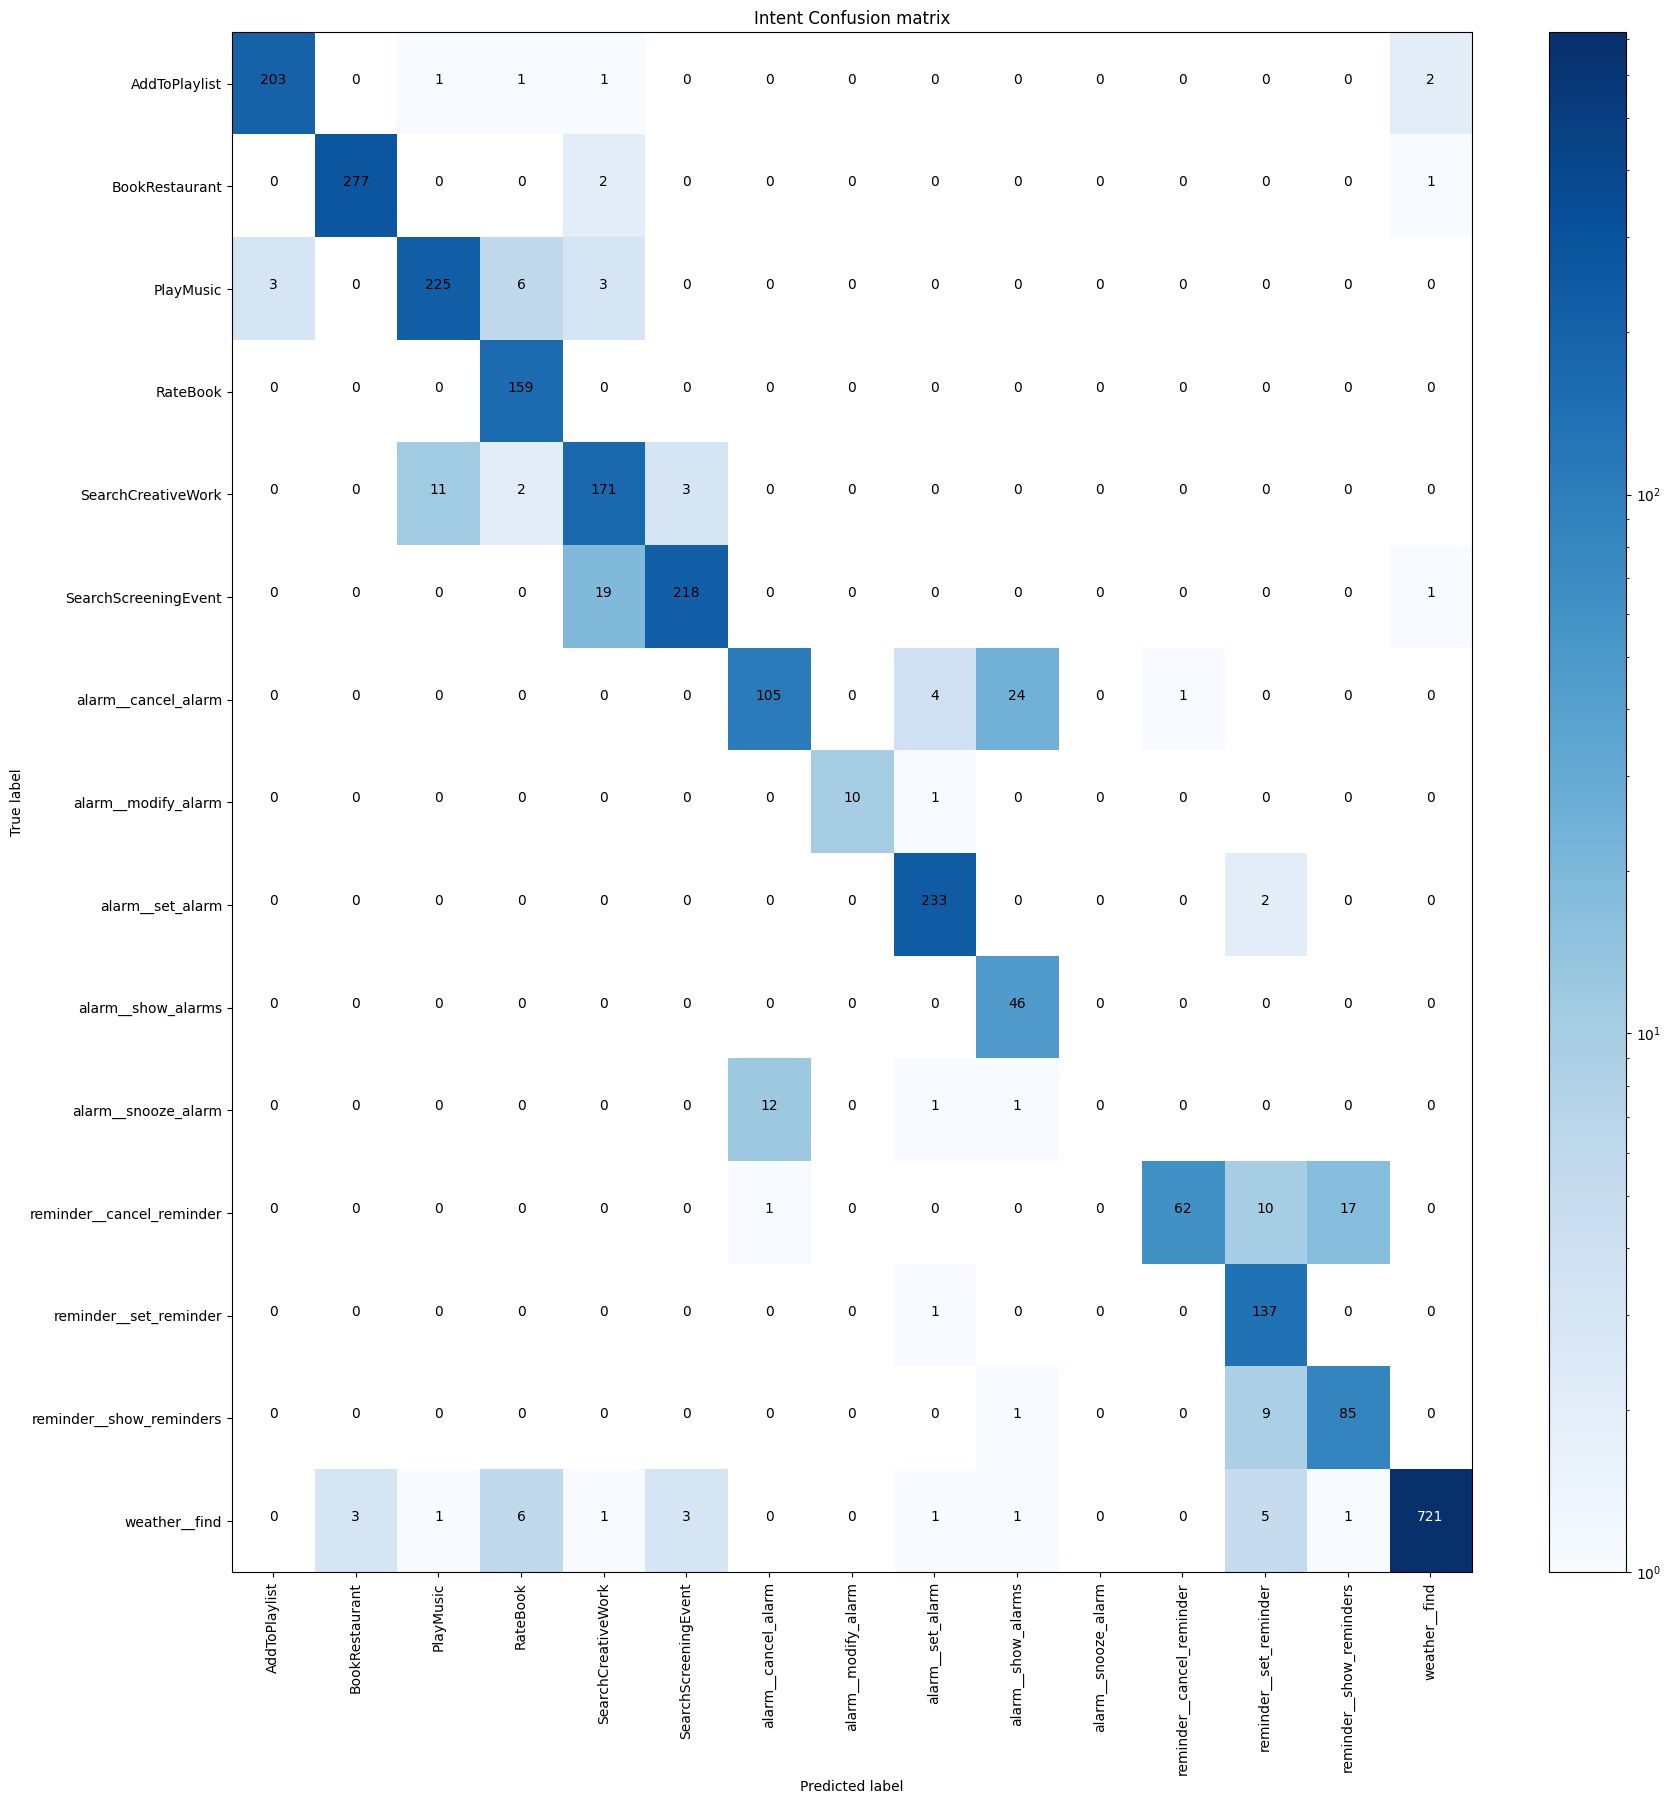 Intent Confusion matrix
AddToPlaylist 203 0 1 1 1 0 0 0 0 0 0 0 0 0 2
BookRestaurant 0 277 0 0 2 0 0 0 0 0 0 0 0 0 1
PlayMusic 3 0 225 6 3 0 0 0 0 0 0 0 0 0 0
RateBook 0 0 0 159 0 0 0 0 0 0 0 0 0 0 0
SearchCreativeWork 0 0 11 2 171 3 0 0 0 0 0 0 0 0 0
SearchScreeningEvent 0 0 0 0 19 218 0 0 0 0 0 0 0 0 1
alarm__cancel_alarm 0 0 0 0 0 0 105 0 4 24 0 1 0 0 0
alarm__modify_alarm 0 0 0 0 0 0 0 10 1 0 0 0 0 0 0
alarm__set_alarm 0 0 0 0 0 0 0 0 233 0 0 0 2 0 0
alarm__show_alarms 0 0 0 0 0 0 0 0 0 46 0 0 0 0 0
alarm__snooze_alarm 0 0 0 0 0 0 12 0 1 1 0 0 0 0 0
reminder__cancel_reminder 0 0 0 0 0 0 1 0 0 0 0 62 10 17 0
reminder__set_reminder 0 0 0 0 0 0 0 0 1 0 0 0 137 0 0
reminder__show_reminders 0 0 0 0 0 0 0 0 0 1 0 0 9 85 0
weather__find 0 3 1 6 1 3 0 0 1 1 0 0 5 1 721
True label
AddToPlaylist
BookRestaurant
PlayMusic
RateBook
SearchCreativeWork
SearchScreeningEvent
alarm__cancel_alarm
alarm__modify_alarm
alarm__set_alarm
alarm__show_alarms
alarm__snooze_alarm
reminder__cancel_reminder
reminder__set_reminder
reminder__show_reminders
weather__find
Predicted label
10²
10¹
10⁰